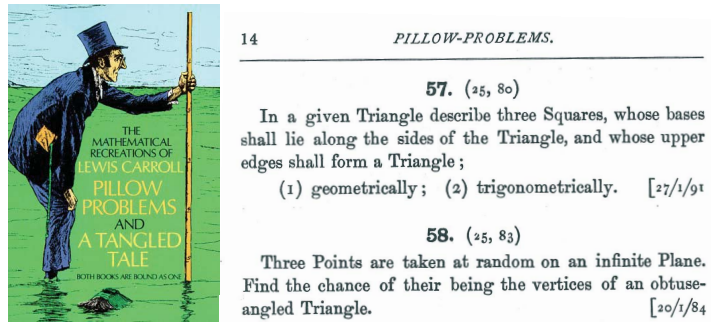 THE
MATHEMATICAL
RECREATIONS OF
LEWIS CARROLL
PILLOW
PROBLEMS
AND
A TANGLED
TALE
BOTH BOOKS ARE BOUND AS ONE
14 PILLOW-PROBLEMS.
57. (25, 80)
In a given Triangle describe three Squares, whose bases
shall lie along the sides of the Triangle, and whose upper
edges shall form a Triangle ;
(1) geometrically ; (2) trigonometrically. [27/1/91
58. (25, 83)
Three Points are taken at random on an infinite Plane.
Find the chance of their being the vertices of an obtuse-
angled Triangle. [20/1/84